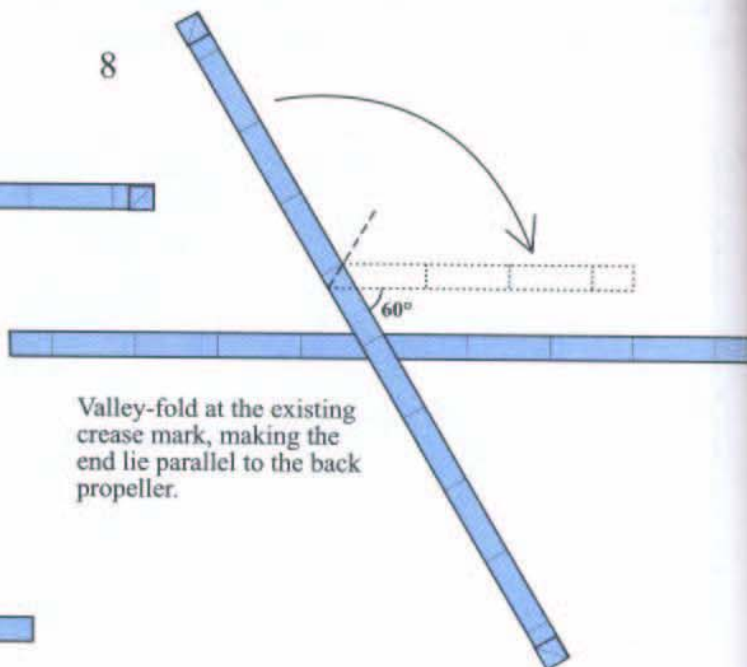 8
60°
Valley-fold at the existing
crease mark, making the
end lie parallel to the back
propeller.